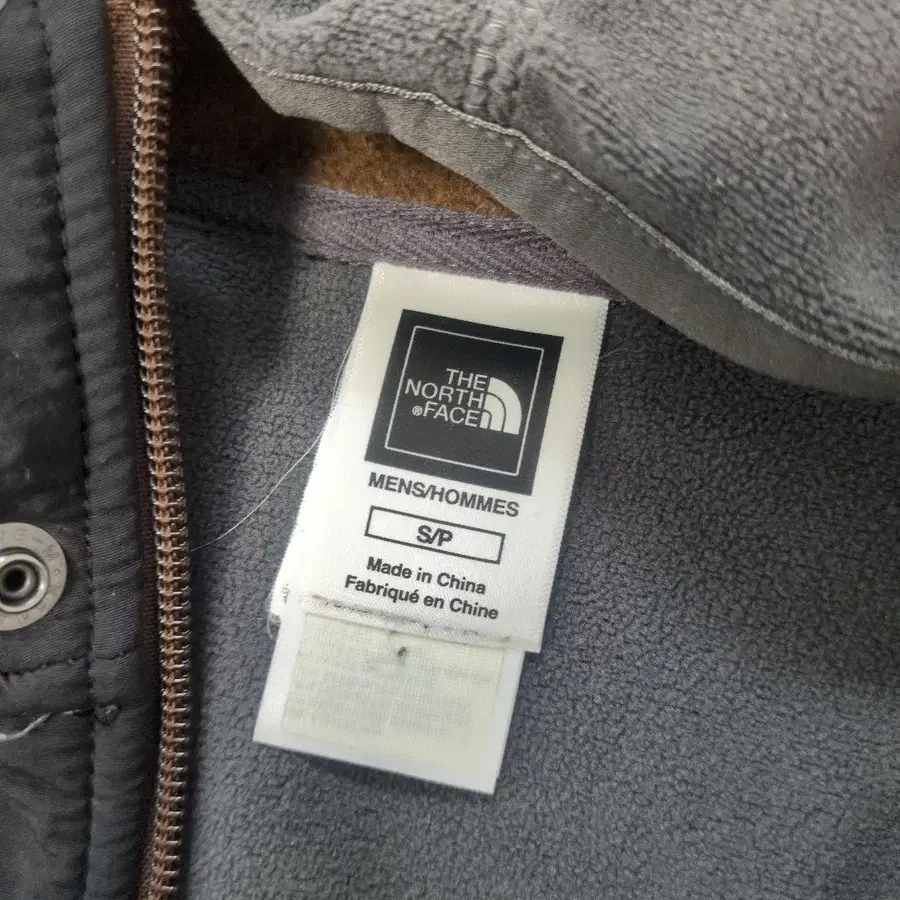 THE
NORTH
®FACE
MENS/HOMMES
S/P
Made in China
Fabriqué en Chine